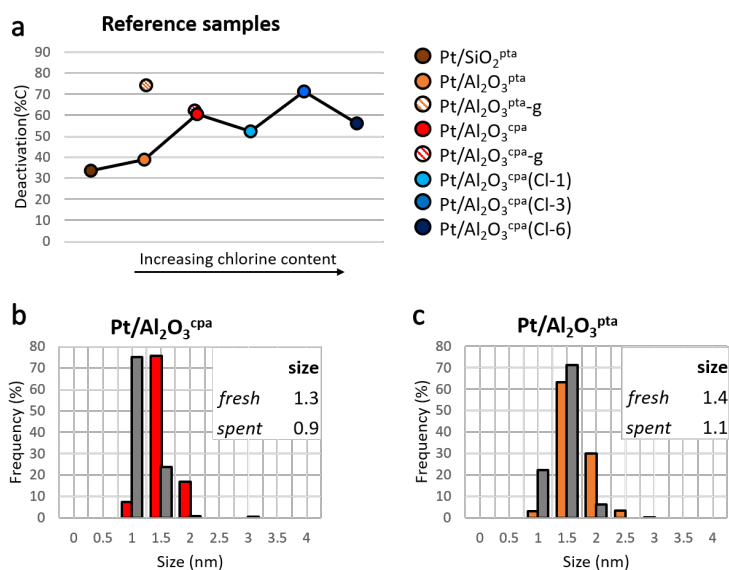 a
Reference samples
Deactivation(%C)
90
80
70
60
50
40
30
20
10
0
Increasing chlorine content
Pt/SiO₂ᵖᵗᵃ
Pt/Al₂O₃ᵖᵗᵃ
Pt/Al₂O₃ᵖᵗᵃ-g
Pt/Al₂O₃ᶜᵖᵃ
Pt/Al₂O₃ᶜᵖᵃ-g
Pt/Al₂O₃ᶜᵖᵃ(Cl-1)
Pt/Al₂O₃ᶜᵖᵃ(Cl-3)
Pt/Al₂O₃ᶜᵖᵃ(Cl-6)
b
Pt/Al₂O₃ᶜᵖᵃ
Frequency (%)
80
70
60
50
40
30
20
10
0
size
fresh 1.3
spent 0.9
0 0.5 1 1.5 2 2.5 3 3.5 4
Size (nm)
c
Pt/Al₂O₃ᵖᵗᵃ
Frequency (%)
80
70
60
50
40
30
20
10
0
size
fresh 1.4
spent 1.1
0 0.5 1 1.5 2 2.5 3 3.5 4
Size (nm)